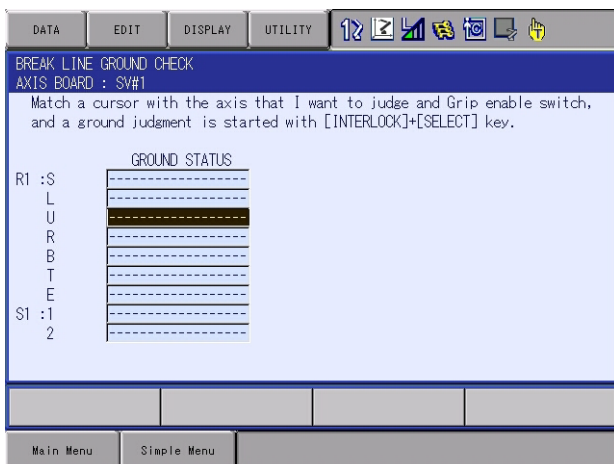 DATA EDIT DISPLAY UTILITY
BREAK LINE GROUND CHECK
AXIS BOARD : SV#1
Match a cursor with the axis that I want to judge and Grip enable switch,
and a ground judgment is started with [INTERLOCK]+[SELECT] key.
GROUND STATUS
R1 :S ------------------
L ------------------
U ------------------
R ------------------
B ------------------
T ------------------
E ------------------
S1 :1 ------------------
2 ------------------
Main Menu Simple Menu